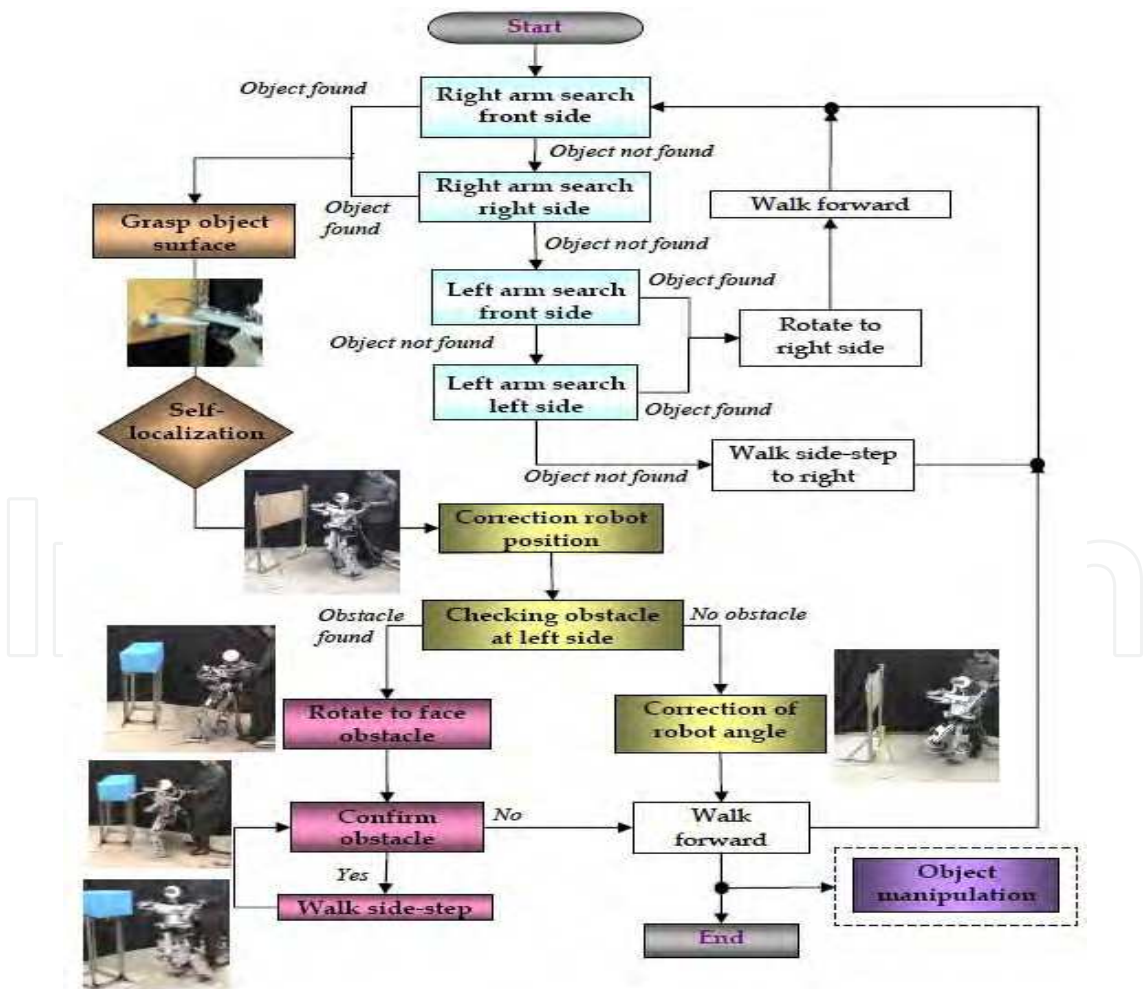 Start
Object found
Right arm search
front side
Object not found
Right arm search
right side
Object
found
Walk forward
Grasp object
surface
Object not found
Left arm search
front side
Object found
Rotate to
right side
Object not found
Left arm search
left side
Object found
Self-
localization
Walk side-step
to right
Object not found
Correction robot
position
Obstacle
found
Checking obstacle
at left side
No obstacle
Rotate to face
obstacle
Correction of
robot angle
Confirm
obstacle
No
Walk
forward
Yes
Walk side-step
Object
manipulation
End